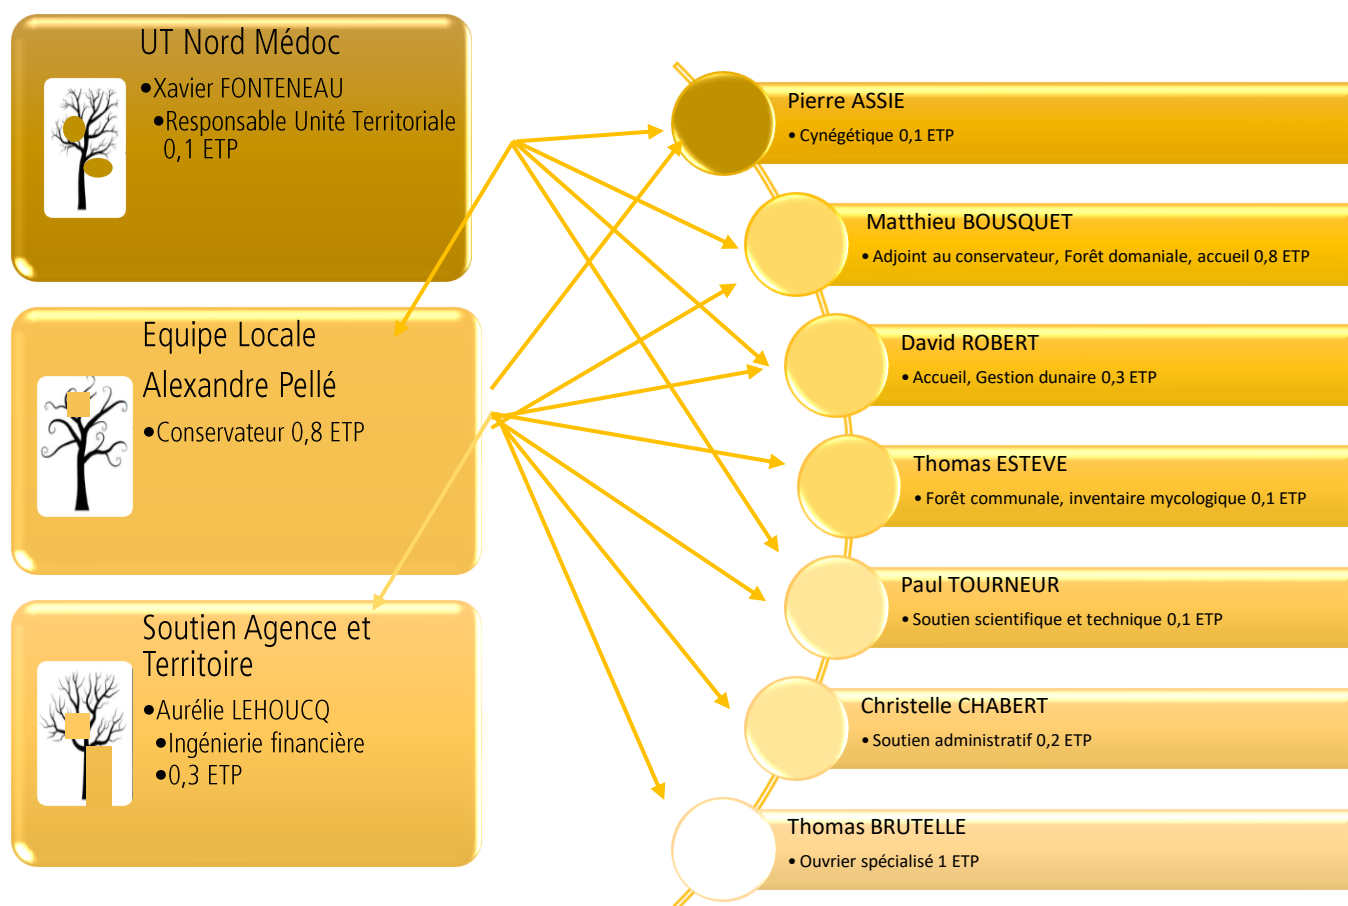 UT Nord Médoc
•Xavier FONTENEAU
•Responsable Unité Territoriale
0,1 ETP
Equipe Locale
Alexandre Pellé
•Conservateur 0,8 ETP
Soutien Agence et
Territoire
•Aurélie LEHOUCQ
•Ingénierie financière
•0,3 ETP
Pierre ASSIE
• Cynégétique 0,1 ETP
Matthieu BOUSQUET
• Adjoint au conservateur, Forêt domaniale, accueil 0,8 ETP
David ROBERT
• Accueil, Gestion dunaire 0,3 ETP
Thomas ESTEVE
• Forêt communale, inventaire mycologique 0,1 ETP
Paul TOURNEUR
• Soutien scientifique et technique 0,1 ETP
Christelle CHABERT
• Soutien administratif 0,2 ETP
Thomas BRUTELLE
• Ouvrier spécialisé 1 ETP